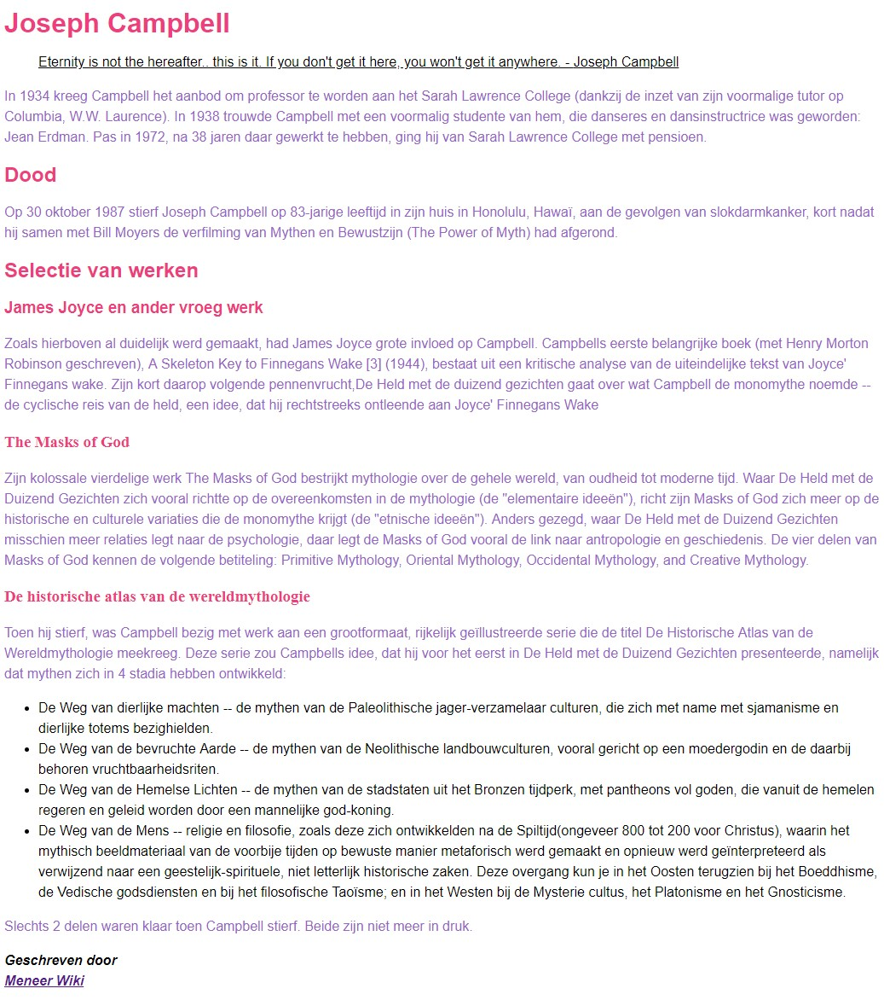 Joseph Campbell
Eternity is not the hereafter.. this is it. If you don't get it here, you won't get it anywhere. - Joseph Campbell
In 1934 kreeg Campbell het aanbod om professor te worden aan het Sarah Lawrence College (dankzij de inzet van zijn voormalige tutor op
Columbia, W.W. Laurence). In 1938 trouwde Campbell met een voormalig studente van hem, die danseres en dansinstructrice was geworden:
Jean Erdman. Pas in 1972, na 38 jaren daar gewerkt te hebben, ging hij van Sarah Lawrence College met pensioen.
Dood
Op 30 oktober 1987 stierf Joseph Campbell op 83-jarige leeftijd in zijn huis in Honolulu, Hawaï, aan de gevolgen van slokdarmkanker, kort nadat
hij samen met Bill Moyers de verfilming van Mythen en Bewustzijn (The Power of Myth) had afgerond.
Selectie van werken
James Joyce en ander vroeg werk
Zoals hierboven al duidelijk werd gemaakt, had James Joyce grote invloed op Campbell. Campbells eerste belangrijke boek (met Henry Morton
Robinson geschreven), A Skeleton Key to Finnegans Wake [3] (1944), bestaat uit een kritische analyse van de uiteindelijke tekst van Joyce'
Finnegans wake. Zijn kort daarop volgende pennenvrucht,De Held met de duizend gezichten gaat over wat Campbell de monomythe noemde --
de cyclische reis van de held, een idee, dat hij rechtstreeks ontleende aan Joyce' Finnegans Wake
The Masks of God
Zijn kolossale vierdelige werk The Masks of God bestrijkt mythologie over de gehele wereld, van oudheid tot moderne tijd. Waar De Held met de
Duizend Gezichten zich vooral richtte op de overeenkomsten in de mythologie (de "elementaire ideeën"), richt zijn Masks of God zich meer op de
historische en culturele variaties die de monomythe krijgt (de "etnische ideeën"). Anders gezegd, waar De Held met de Duizend Gezichten
misschien meer relaties legt naar de psychologie, daar legt de Masks of God vooral de link naar antropologie en geschiedenis. De vier delen van
Masks of God kennen de volgende betiteling: Primitive Mythology, Oriental Mythology, Occidental Mythology, and Creative Mythology.
De historische atlas van de wereldmythologie
Toen hij stierf, was Campbell bezig met werk aan een grootformaat, rijkelijk geïllustreerde serie die de titel De Historische Atlas van de
Wereldmythologie meekreeg. Deze serie zou Campbells idee, dat hij voor het eerst in De Held met de Duizend Gezichten presenteerde, namelijk
dat mythen zich in 4 stadia hebben ontwikkeld:
• De Weg van dierlijke machten -- de mythen van de Paleolithische jager-verzamelaar culturen, die zich met name met sjamanisme en
dierlijke totems bezighielden.
• De Weg van de bevruchte Aarde -- de mythen van de Neolithische landbouwculturen, vooral gericht op een moedergodin en de daarbij
behoren vruchtbaarheidsriten.
• De Weg van de Hemelse Lichten -- de mythen van de stadstaten uit het Bronzen tijdperk, met pantheons vol goden, die vanuit de hemelen
regeren en geleid worden door een mannelijke god-koning.
• De Weg van de Mens -- religie en filosofie, zoals deze zich ontwikkelden na de Spiltijd(ongeveer 800 tot 200 voor Christus), waarin het
mythisch beeldmateriaal van de voorbije tijden op bewuste manier metaforisch werd gemaakt en opnieuw werd geïnterpreteerd als
verwijzend naar een geestelijk-spirituele, niet letterlijk historische zaken. Deze overgang kun je in het Oosten terugzien bij het Boeddhisme,
de Vedische godsdiensten en bij het filosofische Taoïsme; en in het Westen bij de Mysterie cultus, het Platonisme en het Gnosticisme.
Slechts 2 delen waren klaar toen Campbell stierf. Beide zijn niet meer in druk.
Geschreven door
Meneer Wiki